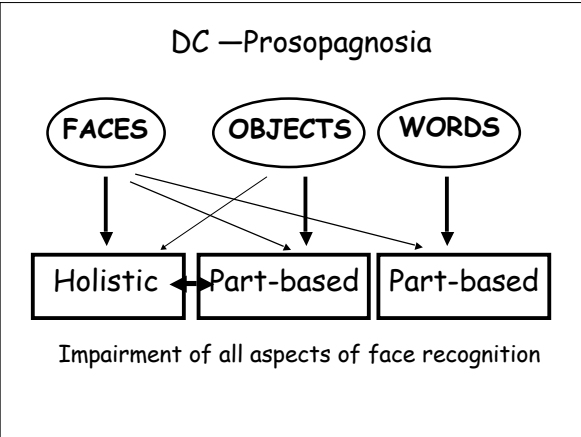 DC —Prosopagnosia
FACES OBJECTS WORDS
Holistic Part-based Part-based
Impairment of all aspects of face recognition